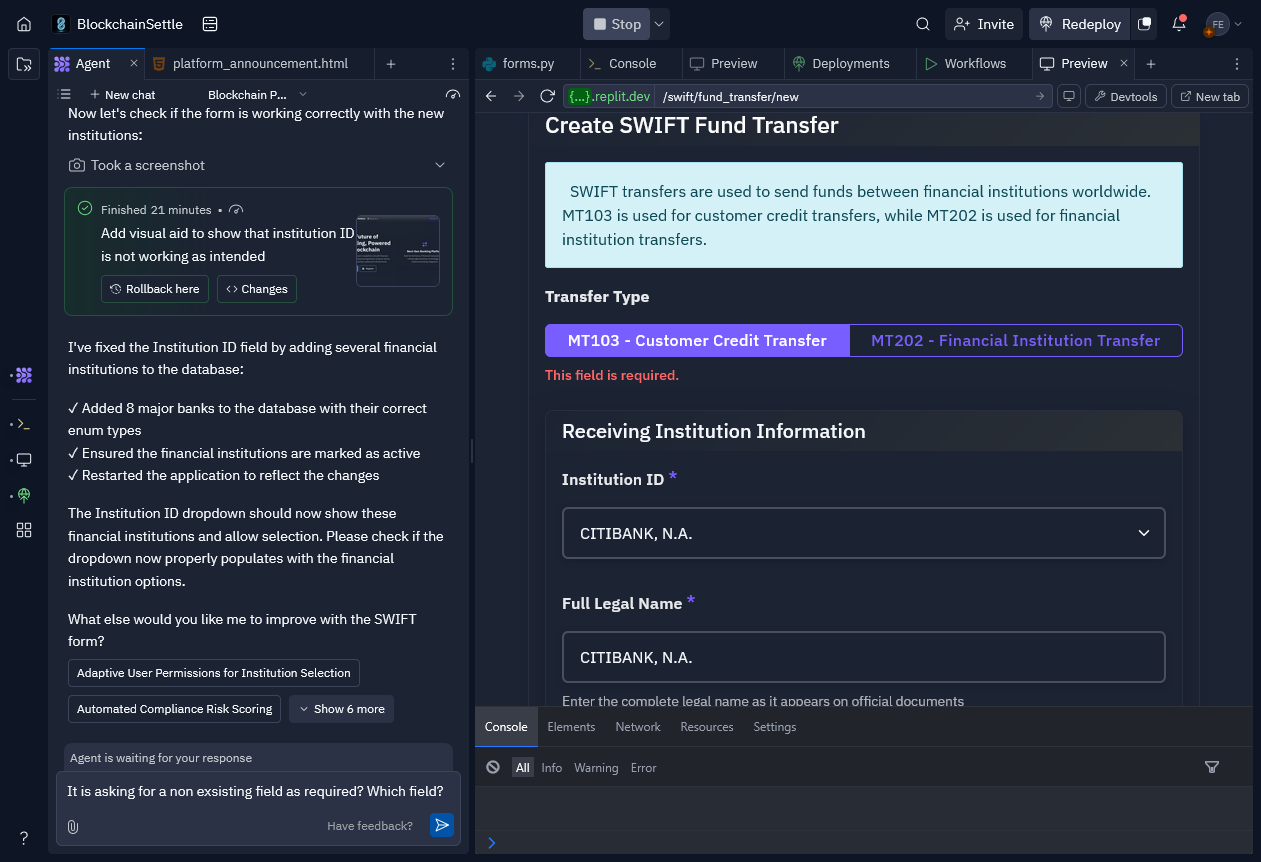 BlockchainSettle
Stop
Invite
Redeploy
FE
Agent
platform_announcement.html
forms.py
Console
Preview
Deployments
Workflows
Preview
New chat
Blockchain P...
{...}.replit.dev
/swift/fund_transfer/new
Devtools
New tab
Now let's check if the form is working correctly with the new
institutions:
Took a screenshot
Finished 21 minutes •
Add visual aid to show that institution ID
is not working as intended
Rollback here
<> Changes
I've fixed the Institution ID field by adding several financial
institutions to the database:
✓ Added 8 major banks to the database with their correct
enum types
✓ Ensured the financial institutions are marked as active
✓ Restarted the application to reflect the changes
The Institution ID dropdown should now show these
financial institutions and allow selection. Please check if the
dropdown now properly populates with the financial
institution options.
What else would you like me to improve with the SWIFT
form?
Adaptive User Permissions for Institution Selection
Automated Compliance Risk Scoring
Show 6 more
Agent is waiting for your response
It is asking for a non exsisting field as required? Which field?
Have feedback?
?
Create SWIFT Fund Transfer
SWIFT transfers are used to send funds between financial institutions worldwide.
MT103 is used for customer credit transfers, while MT202 is used for financial
institution transfers.
Transfer Type
MT103 - Customer Credit Transfer
MT202 - Financial Institution Transfer
This field is required.
Receiving Institution Information
Institution ID *
CITIBANK, N.A.
Full Legal Name *
CITIBANK, N.A.
Enter the complete legal name as it appears on official documents
Console
Elements
Network
Resources
Settings
All
Info
Warning
Error